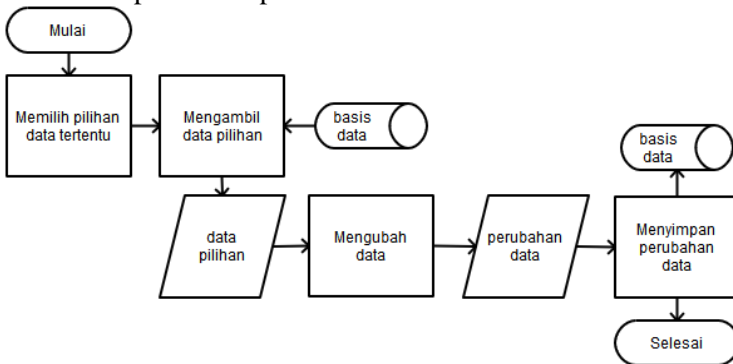 Mulai
Memilih pilihan
data tertentu
Mengambil
data pilihan
basis
data
data
pilihan
Mengubah
data
perubahan
data
Menyimpan
perubahan
data
basis
data
Selesai